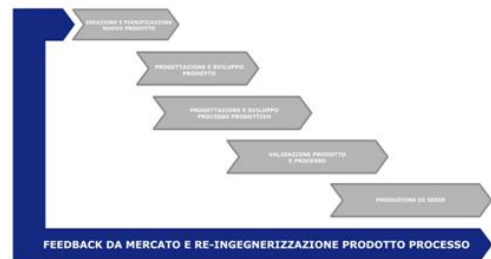 IDEAZIONE E PIANIFICAZIONE
NUOVO PRODOTTO
PROGETTAZIONE E SVILUPPO
PRODOTTO
PROGETTAZIONE E SVILUPPO
PROCESSO PRODUTTIVO
VALIDAZIONE PRODOTTO
E PROCESSO
PRODUZIONE DI SERIE
FEEDBACK DA MERCATO E RE-INGEGNERIZZAZIONE PRODOTTO PROCESSO